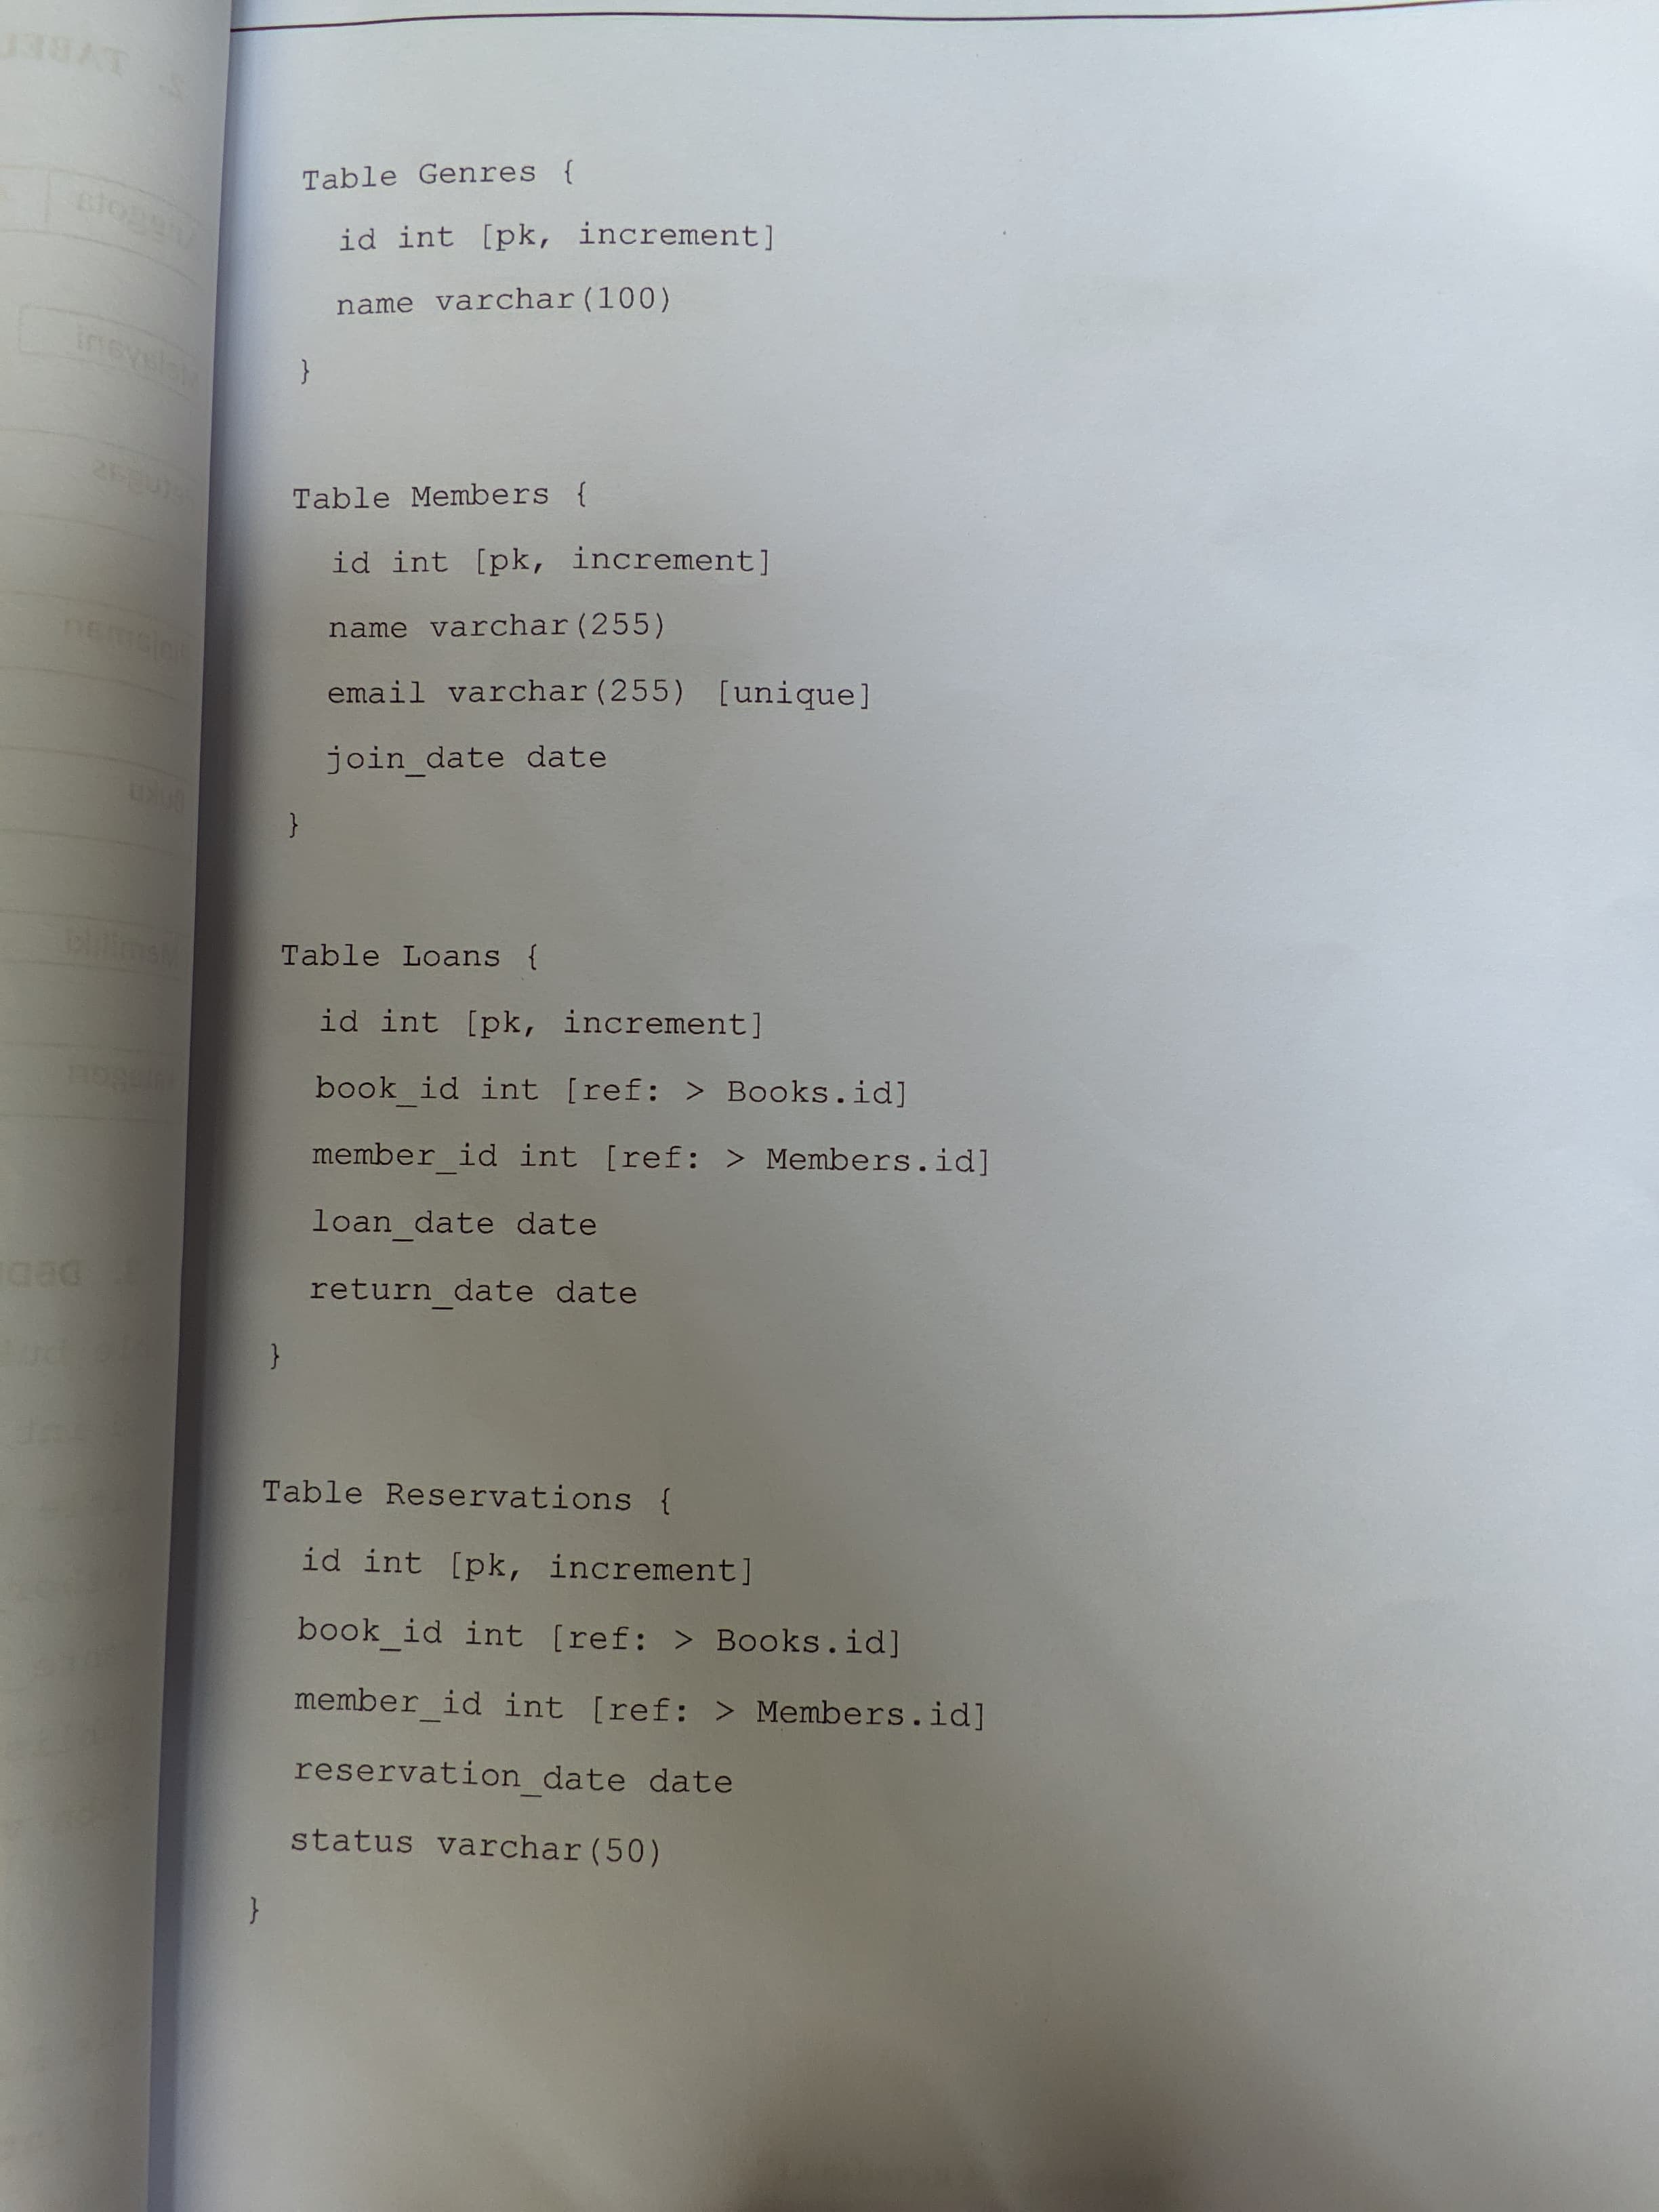 Table Genres {
id int [pk, increment]
name varchar(100)
}
Table Members {
id int [pk, increment]
name varchar(255)
email varchar(255) [unique]
join_date date
}
Table Loans {
id int [pk, increment]
book_id int [ref: > Books.id]
member_id int [ref: > Members.id]
loan_date date
return_date date
}
Table Reservations {
id int [pk, increment]
book_id int [ref: > Books.id]
member_id int [ref: > Members.id]
reservation_date date
status varchar(50)
}